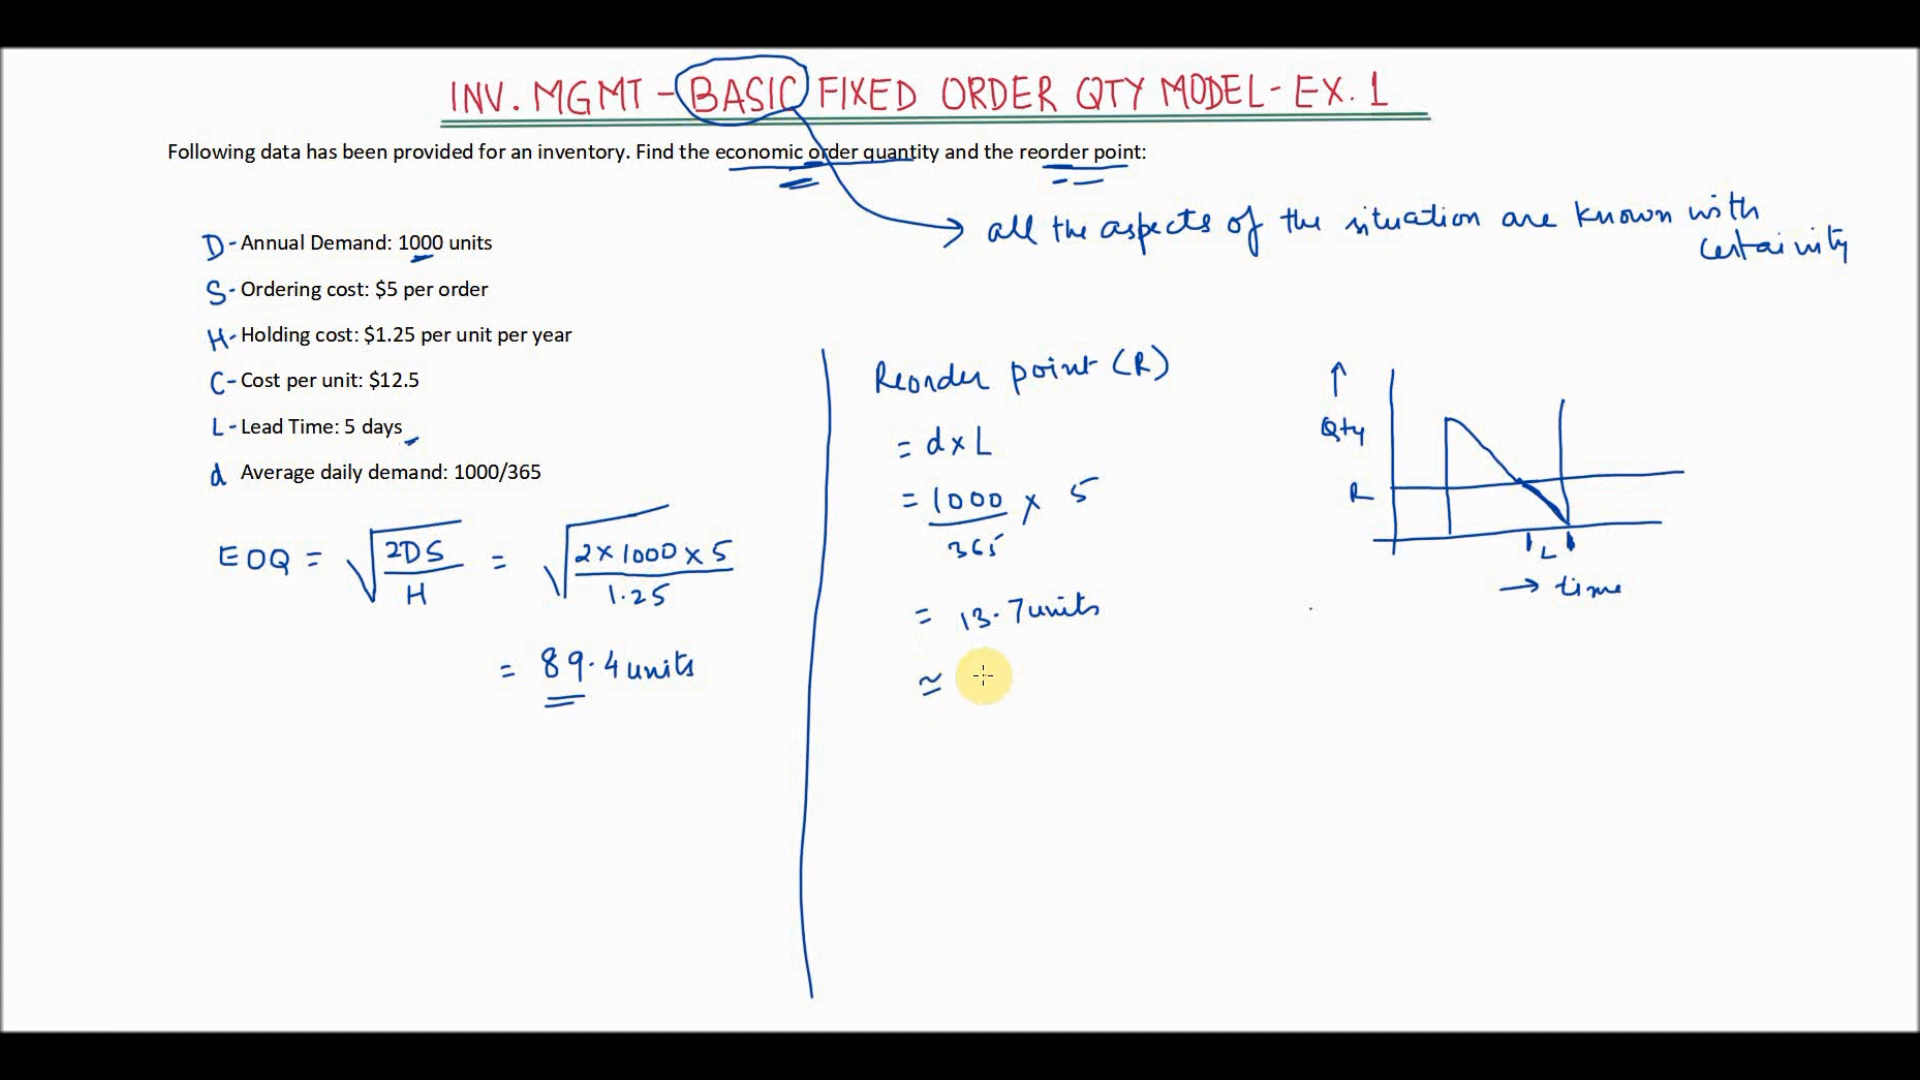 INV. MGMT - BASIC FIXED ORDER QTY MODEL - EX. 1
Following data has been provided for an inventory. Find the economic order quantity and the reorder point:
→ all the aspects of the situation are known with
certainity
D - Annual Demand: 1000 units
S - Ordering cost: $5 per order
H - Holding cost: $1.25 per unit per year
C - Cost per unit: $12.5
L - Lead Time: 5 days
d Average daily demand: 1000/365
EOQ = √(2DS/H) = √(2×1000×5/1.25)
= 89.4 units
Reorder point (R)
= d×L
= 1000/365 × 5
= 13.7 units
≃
↑
Qty
R
L
→ time